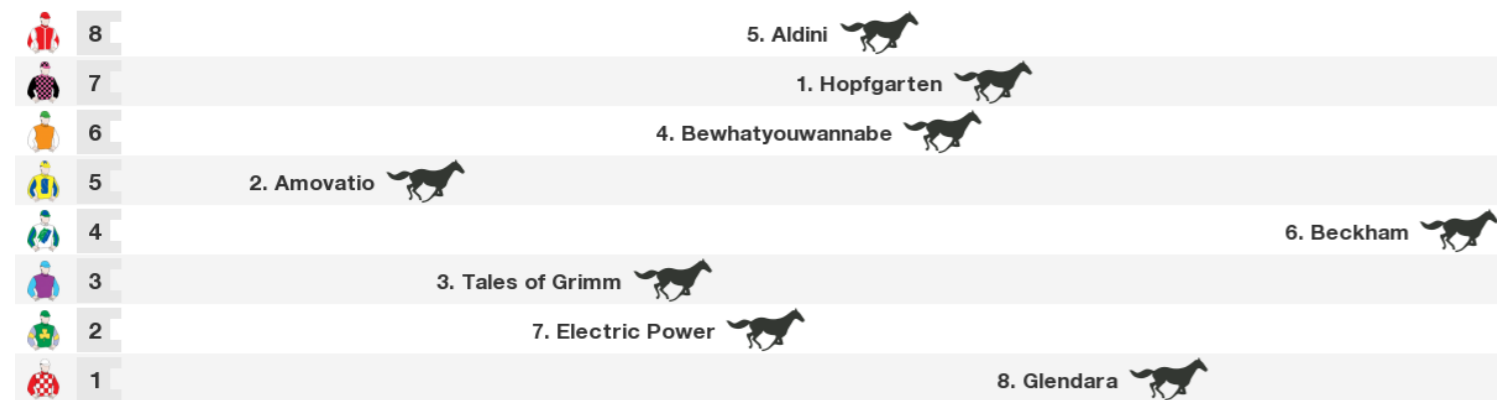 8 5. Aldini
7 1. Hopfgarten
6 4. Bewhatyouwannabe
5 2. Amovatio
4 6. Beckham
3 3. Tales of Grimm
2 7. Electric Power
1 8. Glendara